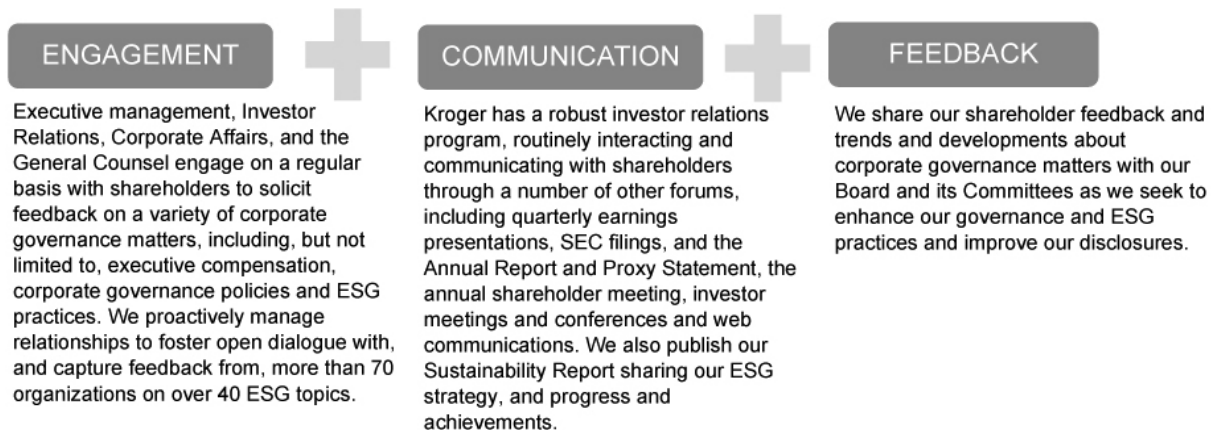 ENGAGEMENT
Executive management, Investor
Relations, Corporate Affairs, and the
General Counsel engage on a regular
basis with shareholders to solicit
feedback on a variety of corporate
governance matters, including, but not
limited to, executive compensation,
corporate governance policies and ESG
practices. We proactively manage
relationships to foster open dialogue with,
and capture feedback from, more than 70
organizations on over 40 ESG topics.
COMMUNICATION
Kroger has a robust investor relations
program, routinely interacting and
communicating with shareholders
through a number of other forums,
including quarterly earnings
presentations, SEC filings, and the
Annual Report and Proxy Statement, the
annual shareholder meeting, investor
meetings and conferences and web
communications. We also publish our
Sustainability Report sharing our ESG
strategy, and progress and
achievements.
FEEDBACK
We share our shareholder feedback and
trends and developments about
corporate governance matters with our
Board and its Committees as we seek to
enhance our governance and ESG
practices and improve our disclosures.